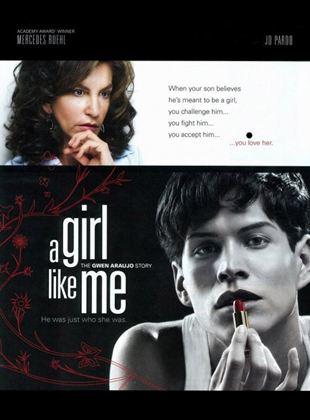 ACADEMY AWARD® WINNER
MERCEDES RUEHL
JD PARDO
When your son believes
he's meant to be a girl,
you challenge him...
you fight him...
you accept him...
...you love her.
a girl
THE GWEN ARAUJO STORY
like me
He was just who she was.